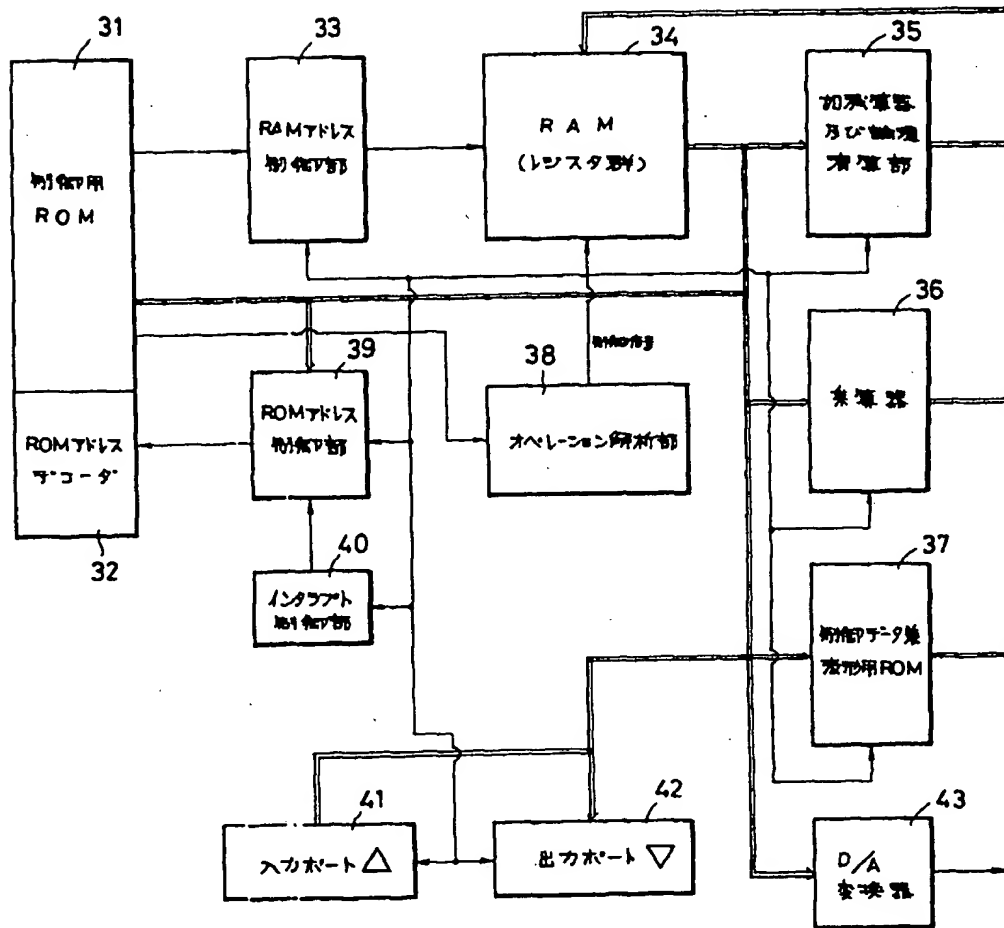 31
33
34
35
制御用
ROM
RAMアドレス
制御部
RAM
(レジスタ群)
加減算器
及び論理
演算部
36
乗算器
32
ROMアドレス
デコーダ
39
ROMアドレス
制御部
制御信号
38
オペレーション解析部
40
インタラプト
制御部
37
制御データ兼
波形用ROM
41
入力ポート△
42
出力ポート▽
43
D/A
変換器